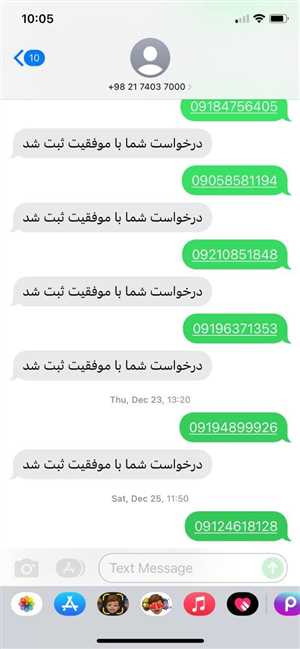 10:05
10
+98 21 7403 7000
09184756405
درخواست شما با موفقیت ثبت شد
09058581194
درخواست شما با موفقیت ثبت شد
09210851848
درخواست شما با موفقیت ثبت شد
09196371353
درخواست شما با موفقیت ثبت شد
Thu, Dec 23, 13:20
09194899926
درخواست شما با موفقیت ثبت شد
Sat, Dec 25, 11:50
09124618128
Text Message